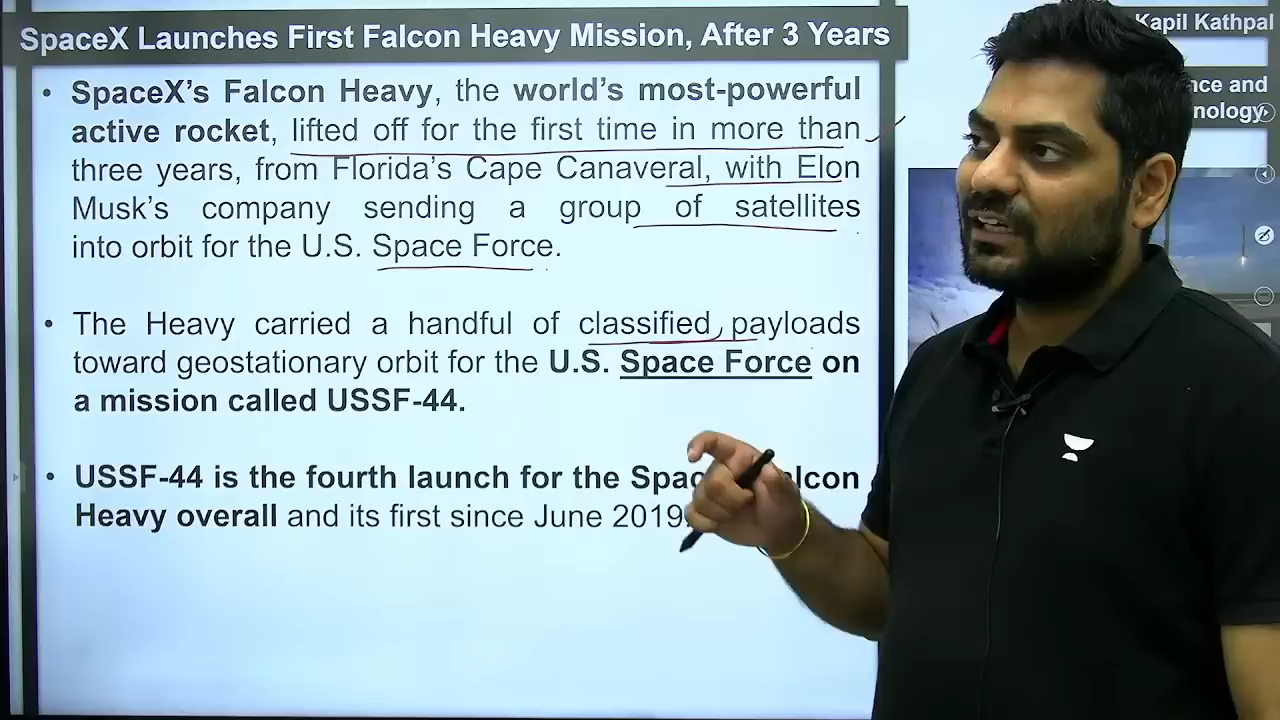 SpaceX Launches First Falcon Heavy Mission, After 3 Years
Kapil Kathpal
• SpaceX's Falcon Heavy, the world's most-powerful
active rocket, lifted off for the first time in more than
three years, from Florida's Cape Canaveral, with Elon
Musk's company sending a group of satellites
into orbit for the U.S. Space Force.
• The Heavy carried a handful of classified payloads
toward geostationary orbit for the U.S. Space Force on
a mission called USSF-44.
• USSF-44 is the fourth launch for the
Heavy overall and its first since June 2019
and